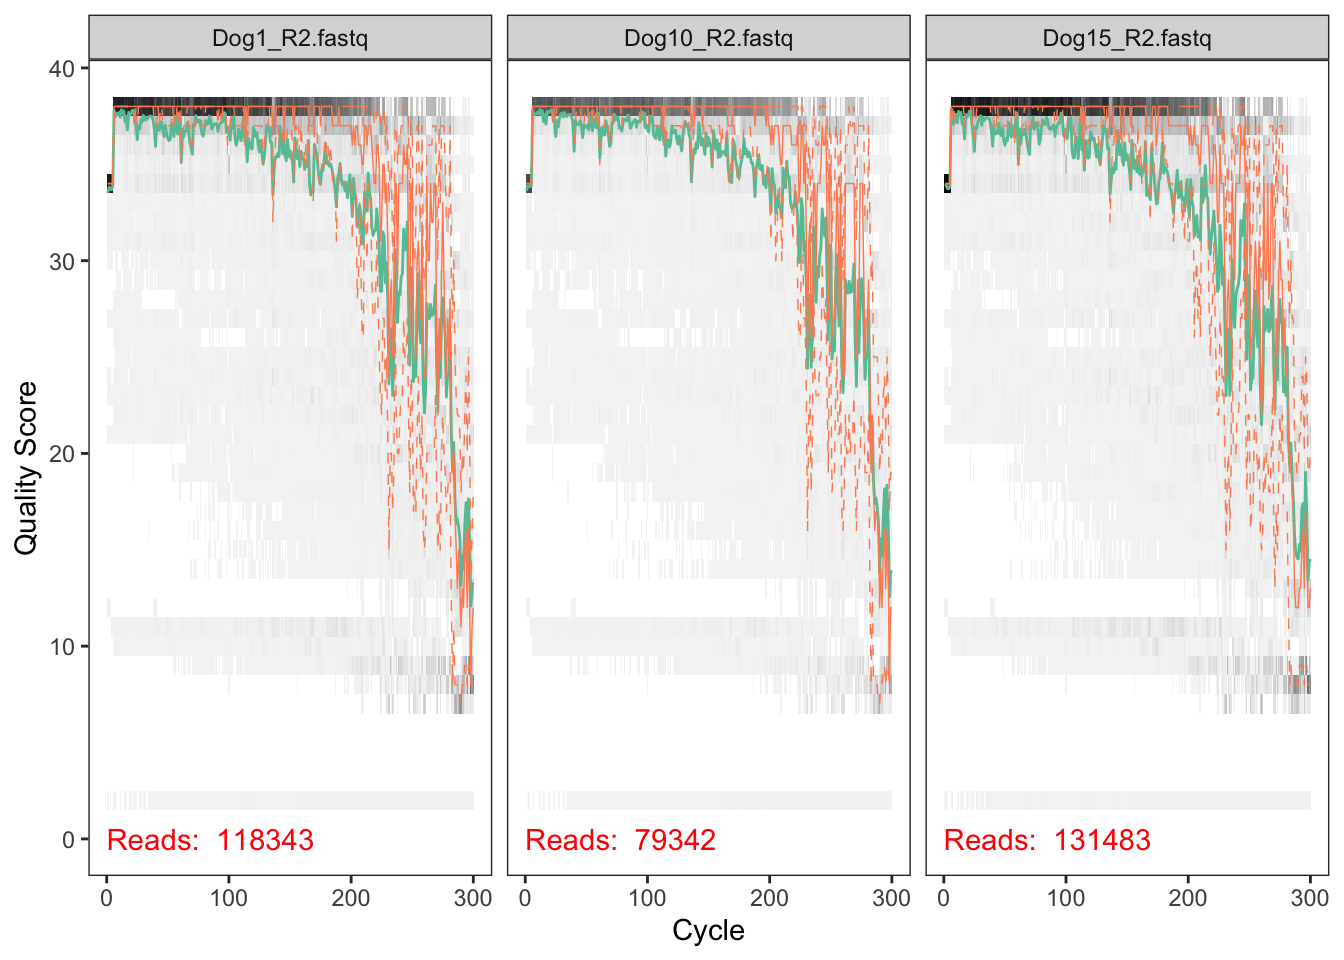 Dog1_R2.fastq
Dog10_R2.fastq
Dog15_R2.fastq
Quality Score
40
30
20
10
0
Reads: 118343
Reads: 79342
Reads: 131483
0 100 200 300
0 100 200 300
0 100 200 300
Cycle